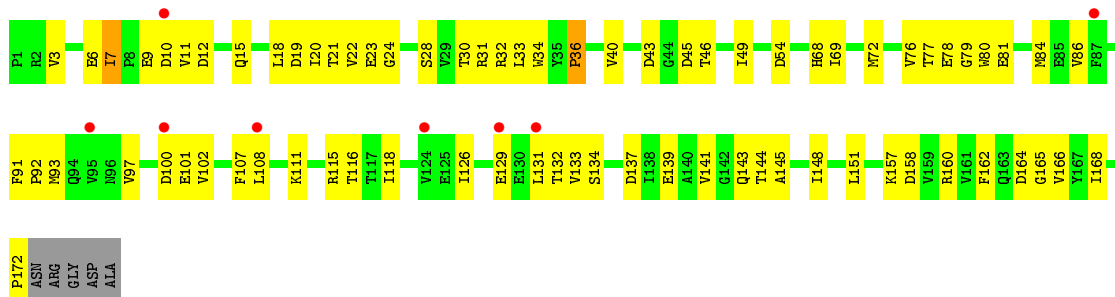 P1 R2 V3 E6 I7 P8 E9 D10 V11 D12 Q15 L18 D19 I20 T21 V22 E23 G24 S28 V29 T30 R31 R32 L33 W34 Y35 P36 V40 D43 G44 D45 T46 I49 D54 H68 I69 M72 V76 T77 E78 G79 W80 E81 M84 E85 V86 F87
F91 P92 M93 Q94 V95 N96 V97 D100 E101 V102 F107 L108 K111 R115 T116 T117 I118 V124 E125 I126 E129 E130 L131 T132 V133 S134 D137 I138 E139 A140 V141 G142 Q143 T144 A145 I148 L151 K157 D158 V159 R160 V161 F162 Q163 D164 G165 V166 Y167 I168
P172 ASN ARG GLY ASP ALA